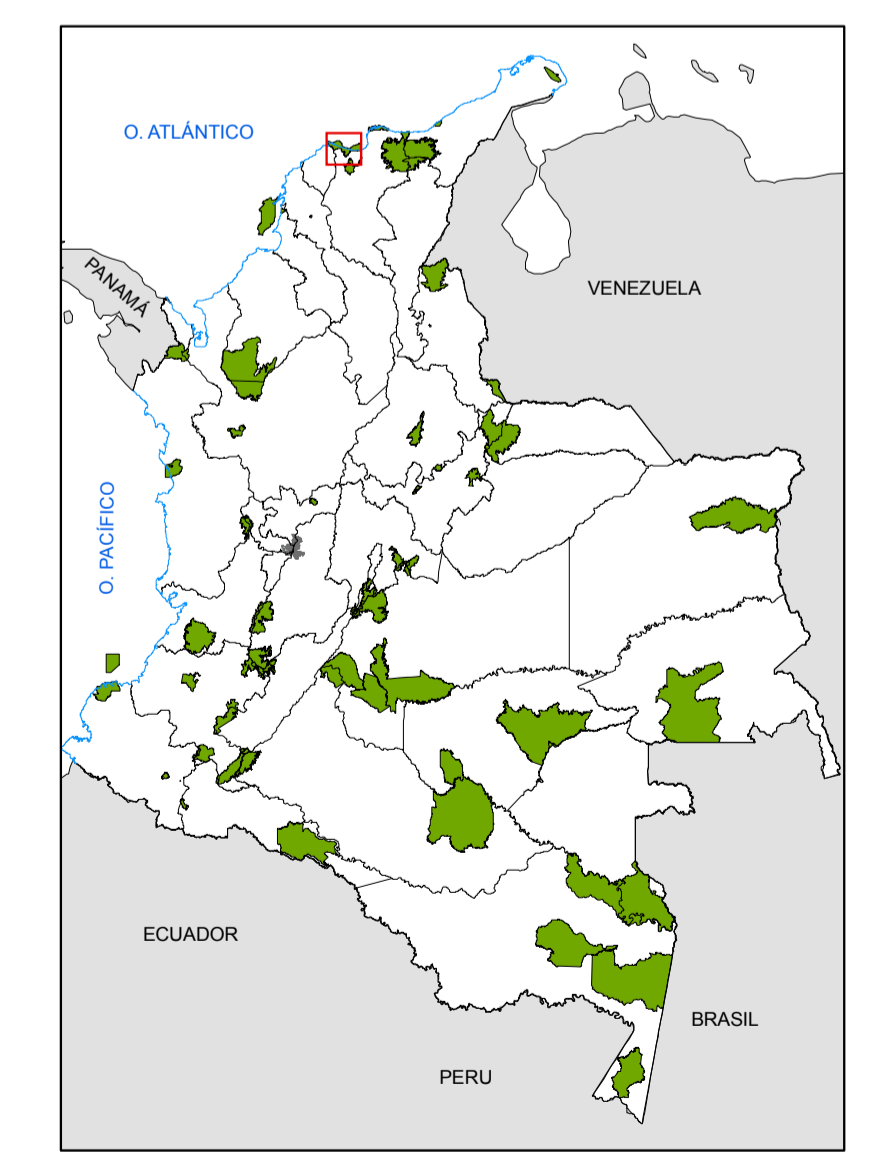 O. ATLÁNTICO
PANAMÁ
VENEZUELA
O. PACÍFICO
ECUADOR
BRASIL
PERU